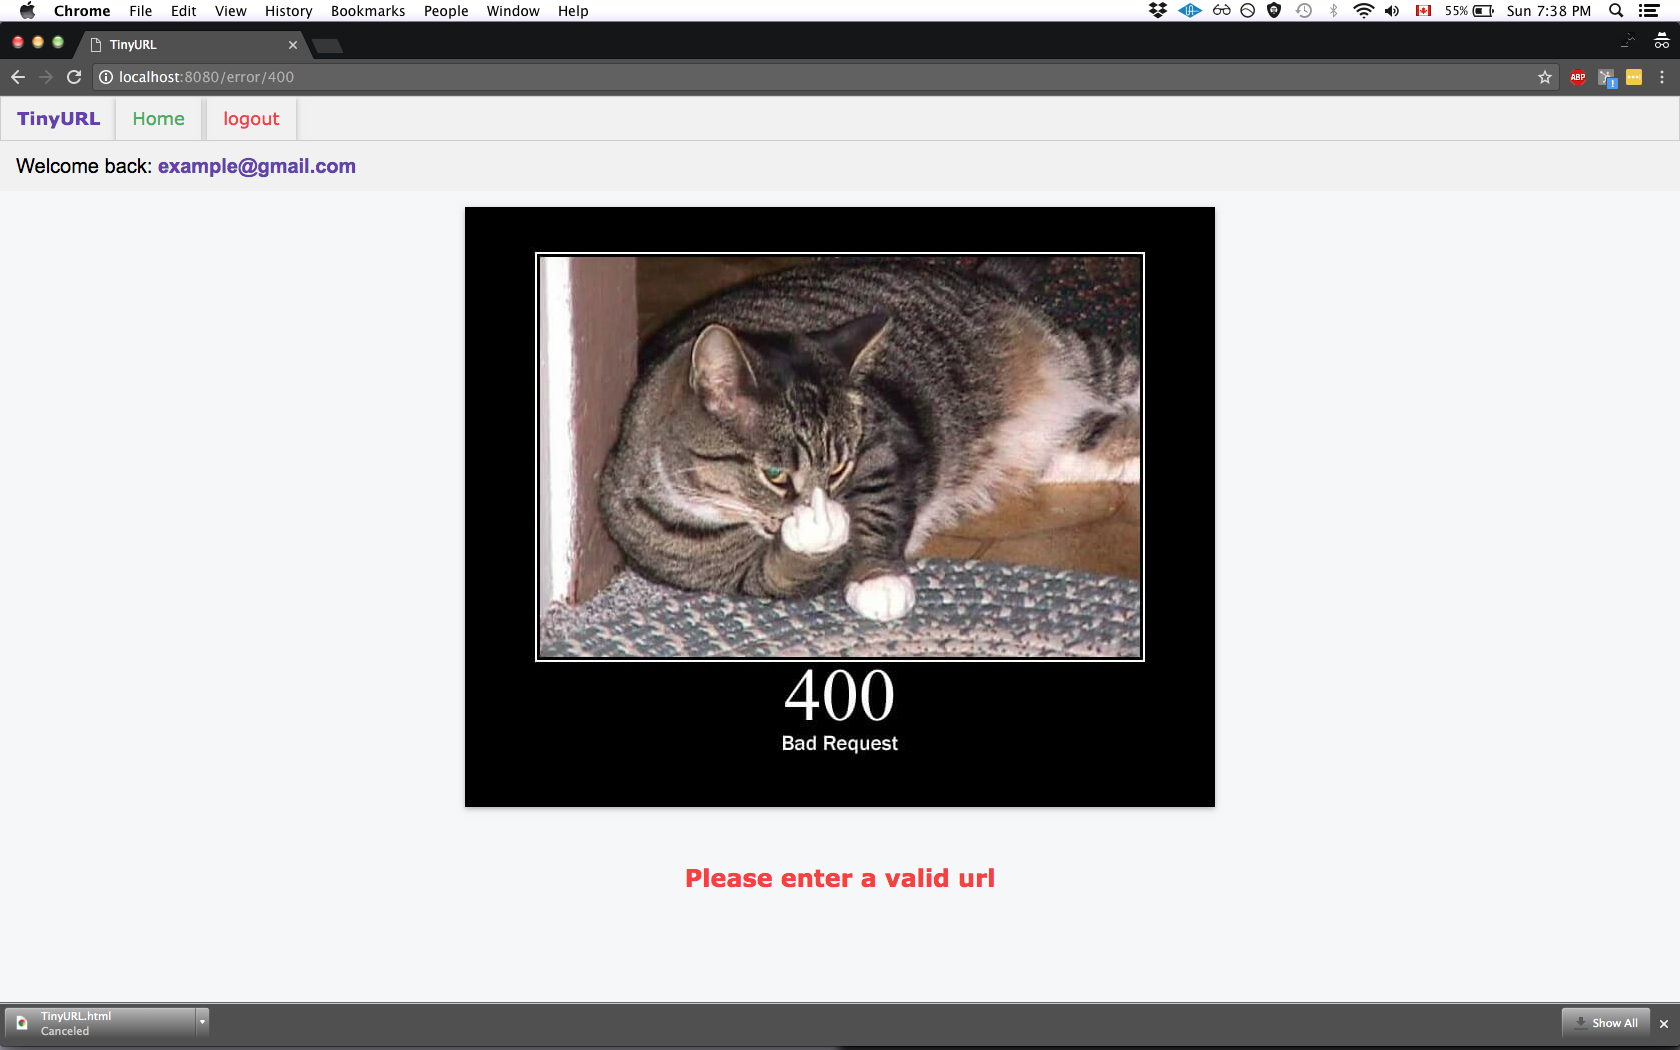 Chrome File Edit View History Bookmarks People Window Help 55% Sun 7:38 PM
TinyURL
localhost:8080/error/400 ABP
TinyURL Home logout
Welcome back: example@gmail.com
400
Bad Request
Please enter a valid url
TinyURL.html
Canceled
Show All